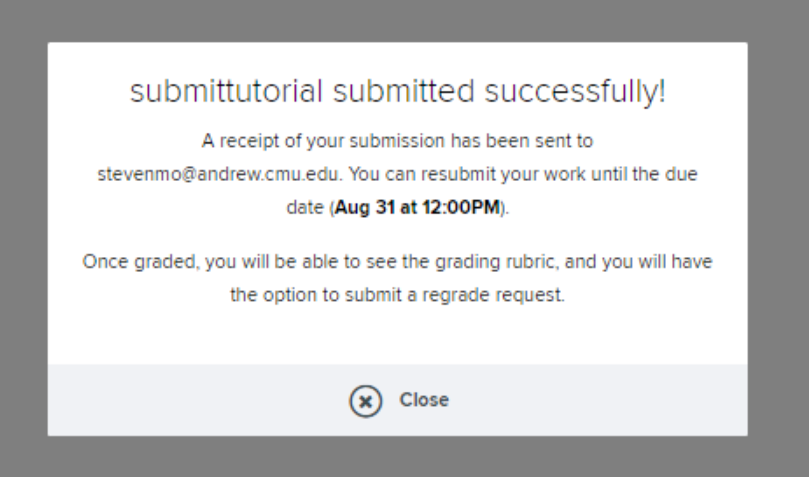 submittutorial submitted successfully!
A receipt of your submission has been sent to
stevenmo@andrew.cmu.edu. You can resubmit your work until the due
date (Aug 31 at 12:00PM).
Once graded, you will be able to see the grading rubric, and you will have
the option to submit a regrade request.
Close